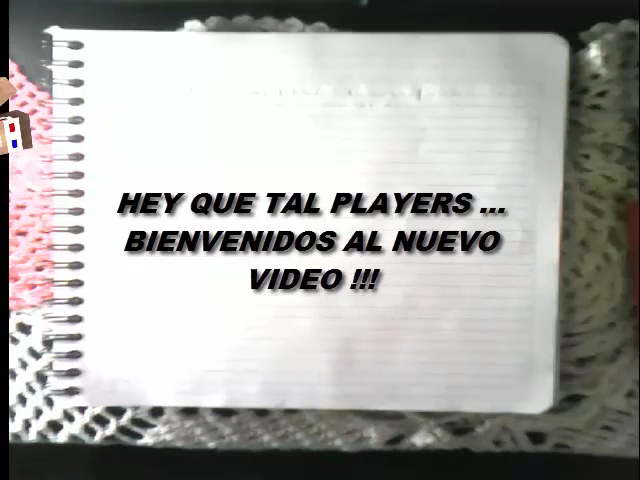 HEY QUE TAL PLAYERS ...
BIENVENIDOS AL NUEVO
VIDEO !!!